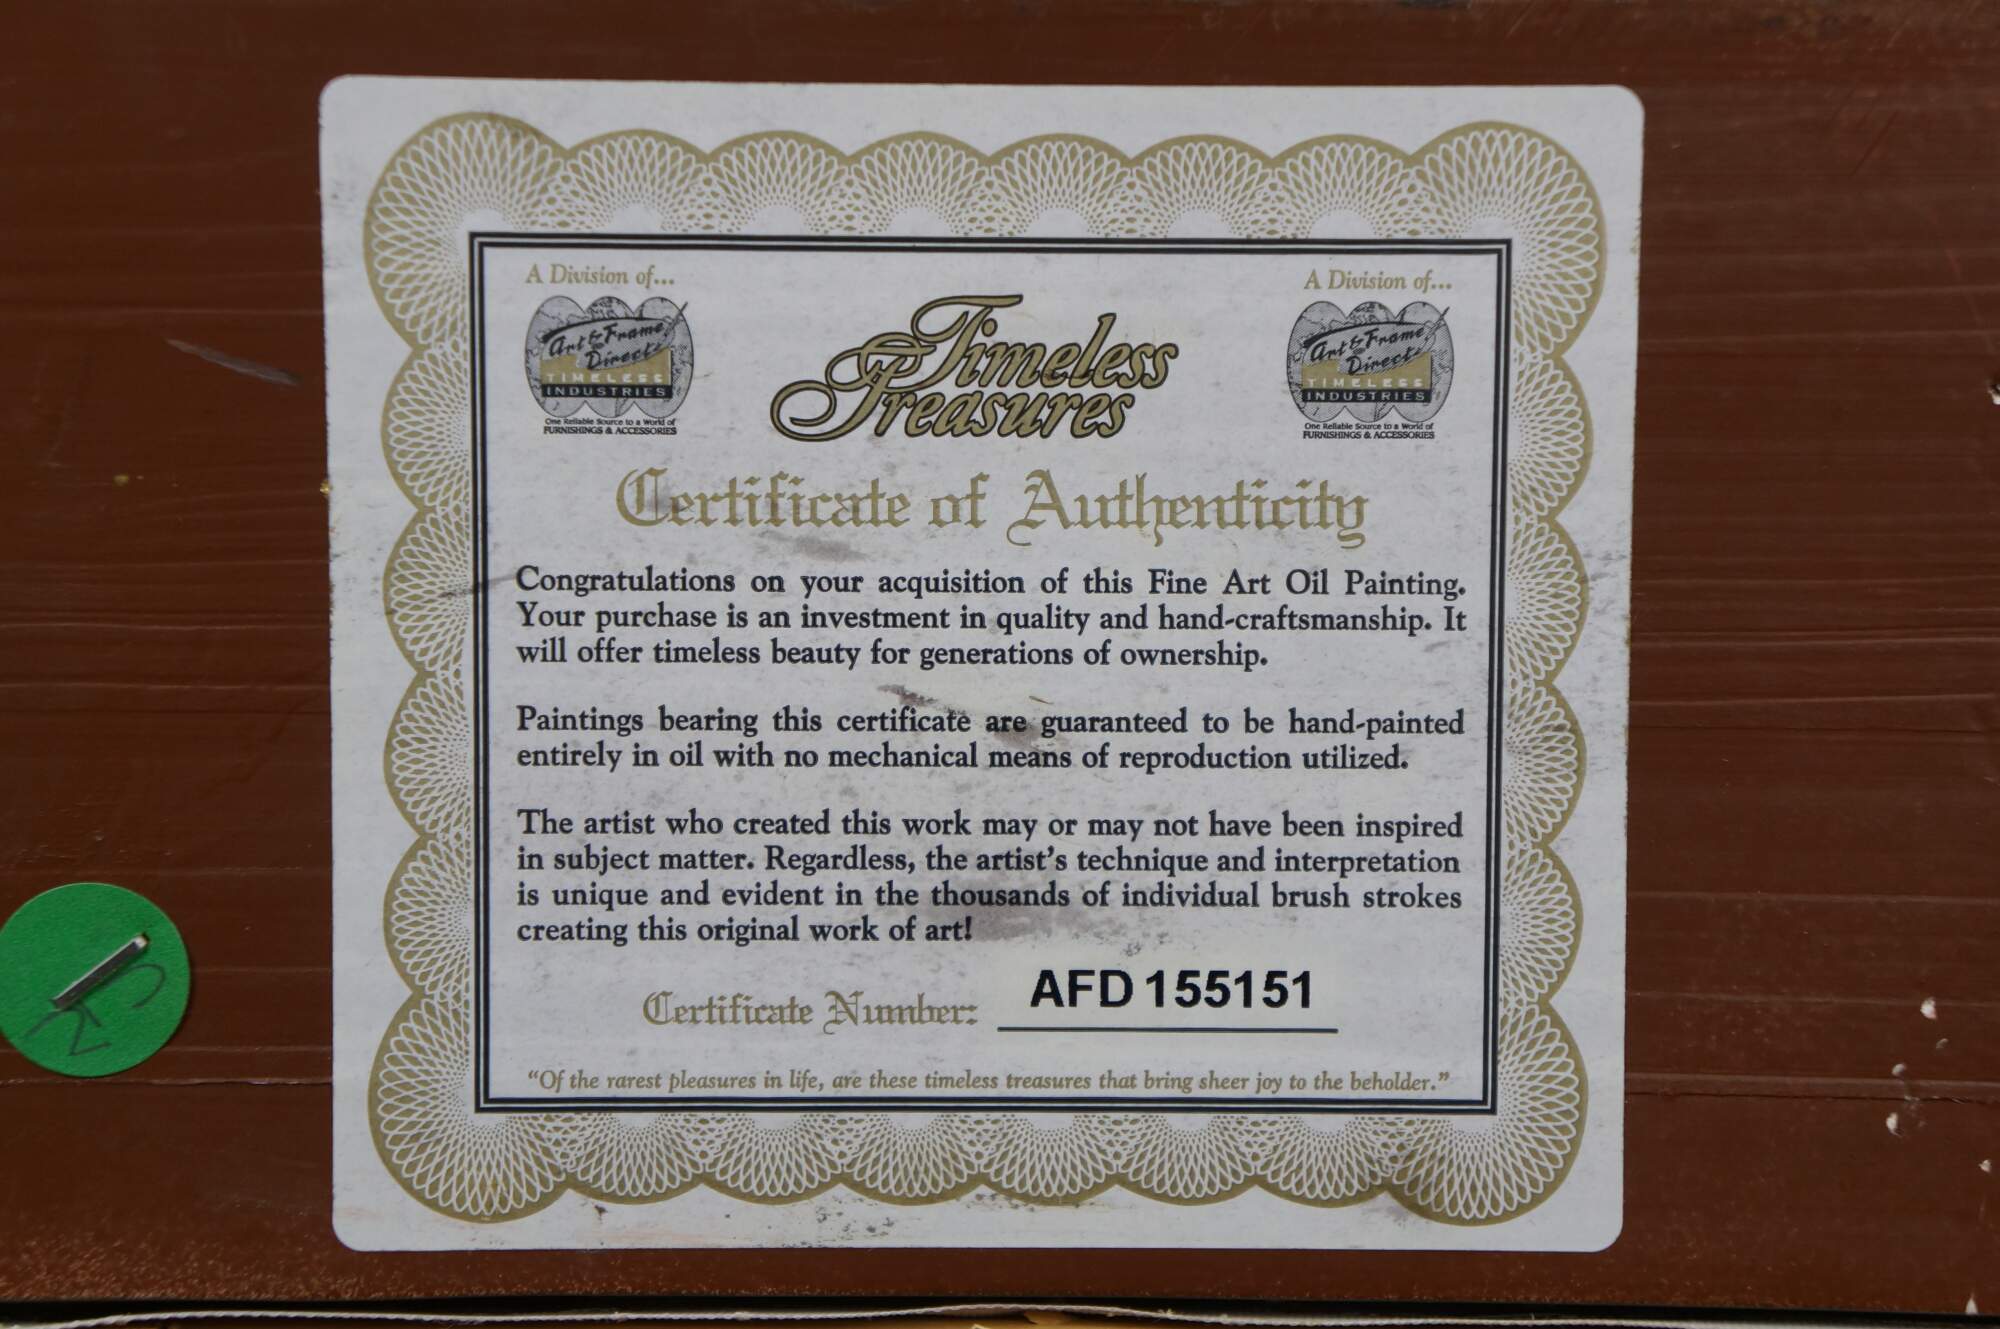 A Division of...
Art & Frame
Direct
TIMELESS
INDUSTRIES
One Reliable Source to a World of
FURNISHINGS & ACCESSORIES
Timeless
Treasures
A Division of...
Art & Frame
Direct
TIMELESS
INDUSTRIES
One Reliable Source to a World of
FURNISHINGS & ACCESSORIES
Certificate of Authenticity
Congratulations on your acquisition of this Fine Art Oil Painting.
Your purchase is an investment in quality and hand-craftsmanship. It
will offer timeless beauty for generations of ownership.
Paintings bearing this certificate are guaranteed to be hand-painted
entirely in oil with no mechanical means of reproduction utilized.
The artist who created this work may or may not have been inspired
in subject matter. Regardless, the artist's technique and interpretation
is unique and evident in the thousands of individual brush strokes
creating this original work of art!
Certificate Number: AFD 155151
"Of the rarest pleasures in life, are these timeless treasures that bring sheer joy to the beholder."